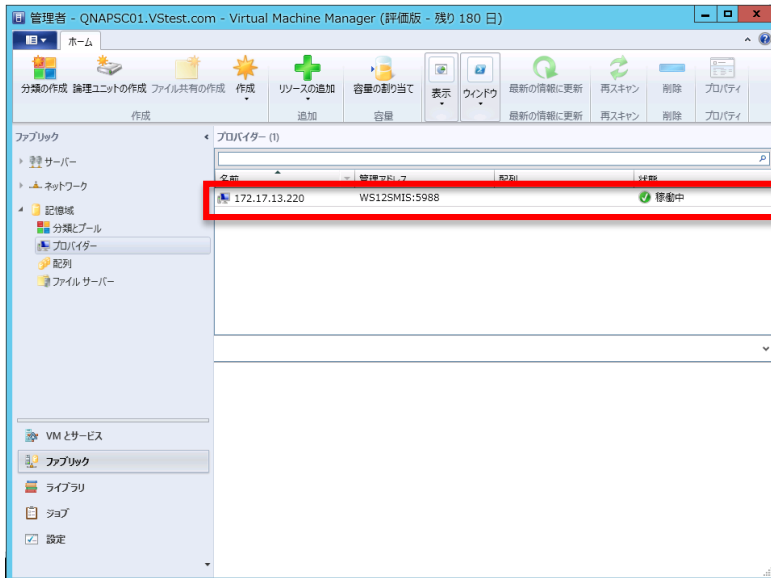 管理者 - QNAPSC01.VStest.com - Virtual Machine Manager (評価版 - 残り 180 日)
ホーム
分類の作成 論理ユニットの作成 ファイル共有の作成 作成 リソースの追加 容量の割り当て 表示 ウィンドウ 最新の情報に更新 再スキャン 削除 プロパティ
作成 追加 容量 最新の情報に更新 再スキャン 削除 プロパティ
ファブリック
サーバー
ネットワーク
記憶域
分類とプール
プロバイダー
配列
ファイル サーバー
プロバイダー (1)
名前 管理アドレス 配列 状態
172.17.13.220 WS12SMIS:5988 稼働中
VM とサービス
ファブリック
ライブラリ
ジョブ
設定